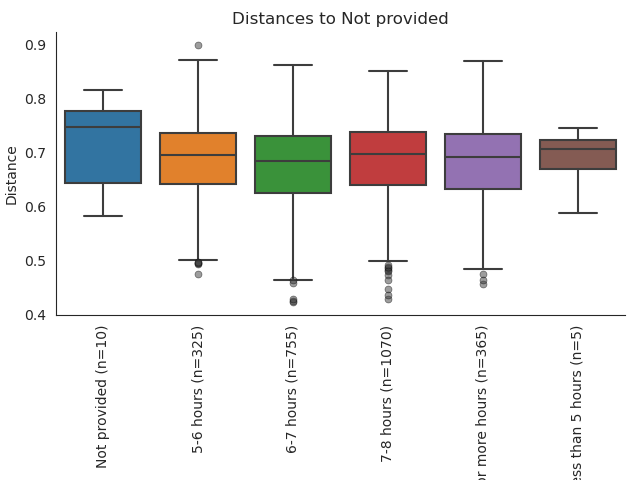 Distances to Not provided
Distance
0.9
0.8
0.7
0.6
0.5
0.4
Not provided (n=10)
5-6 hours (n=325)
6-7 hours (n=755)
7-8 hours (n=1070)
or more hours (n=365)
ess than 5 hours (n=5)